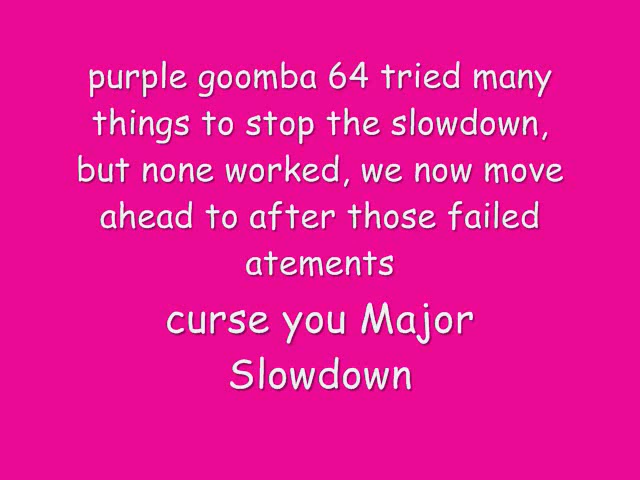 purple goomba 64 tried many
things to stop the slowdown,
but none worked, we now move
ahead to after those failed
atements
curse you Major
Slowdown